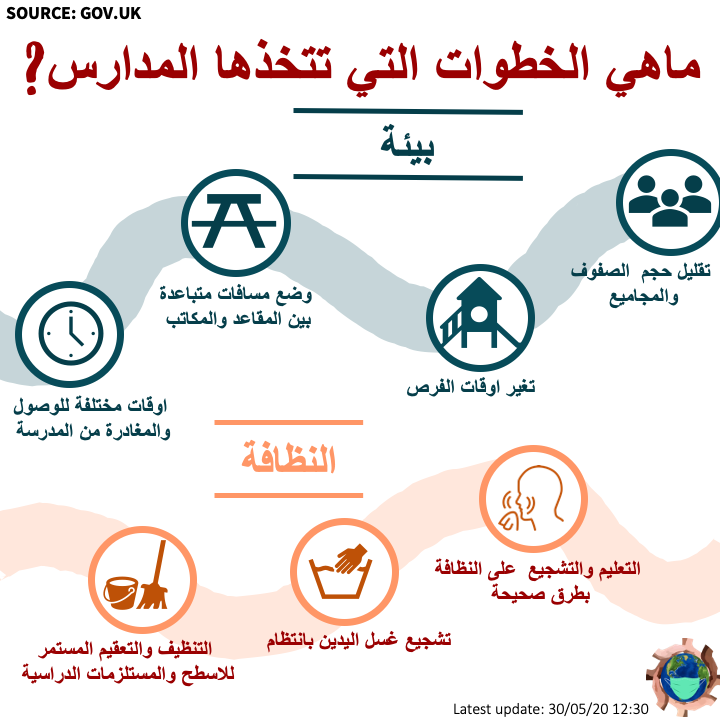 SOURCE: GOV.UK
ماهي الخطوات التي تتخذها المدارس؟
بيئة
تقليل حجم الصفوف
والمجاميع
وضع مسافات متباعدة
بين المقاعد والمكاتب
تغير اوقات الفرص
اوقات مختلفة للوصول
والمغادرة من المدرسة
النظافة
التعليم والتشجيع على النظافة
بطرق صحيحة
تشجيع غسل اليدين بانتظام
التنظيف والتعقيم المستمر
للاسطح والمستلزمات الدراسية
Latest update: 30/05/20 12:30